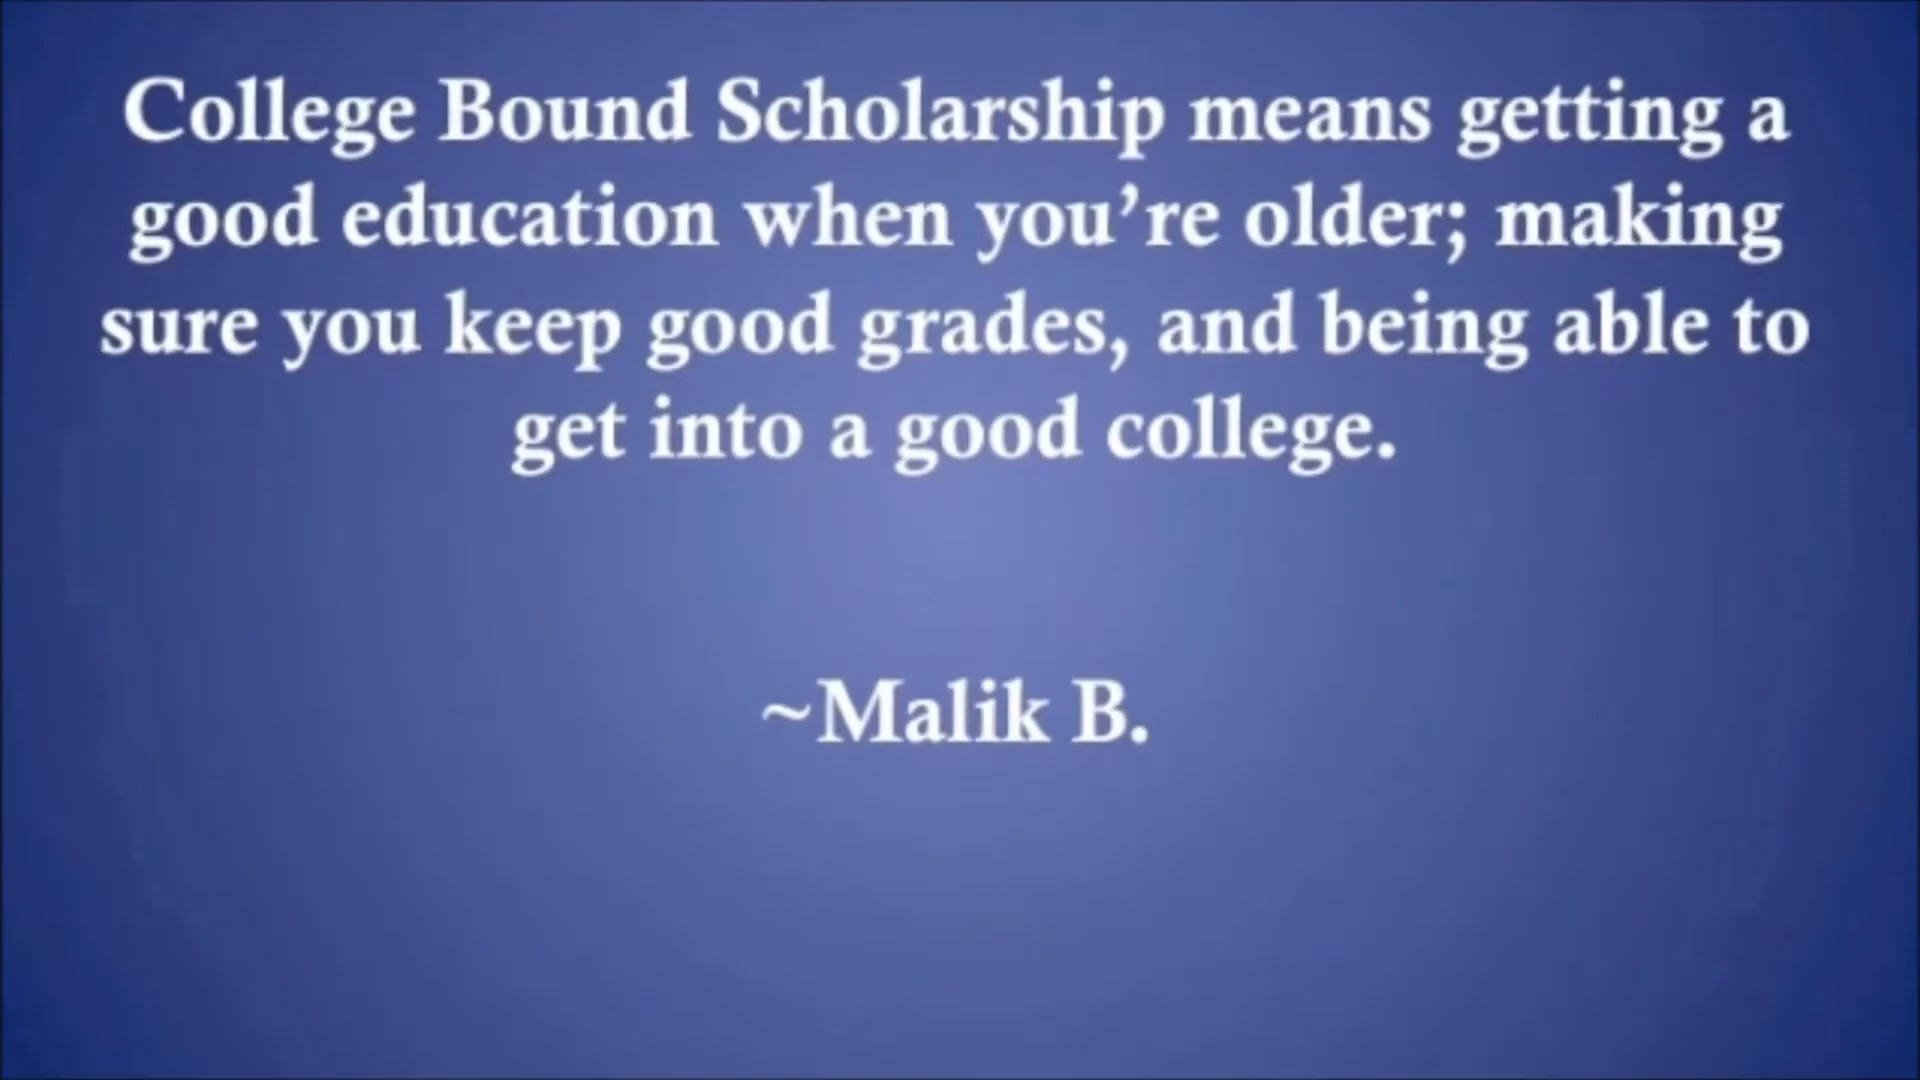 College Bound Scholarship means getting a
good education when you’re older; making
sure you keep good grades, and being able to
get into a good college.
~Malik B.